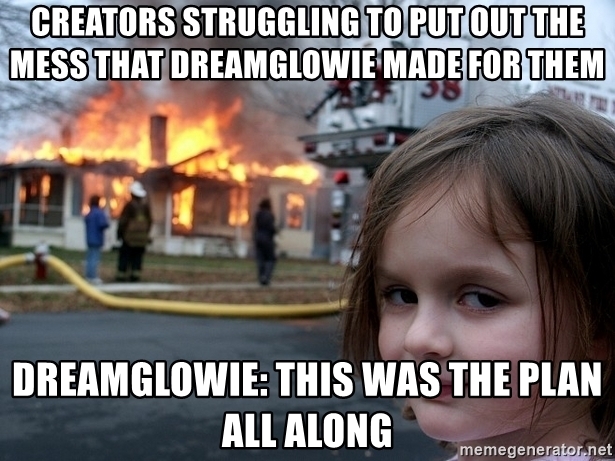 CREATORS STRUGGLING TO PUT OUT THE
MESS THAT DREAMGLOWIE MADE FOR THEM
38
DREAMGLOWIE: THIS WAS THE PLAN
ALL ALONG
memegenerator.net